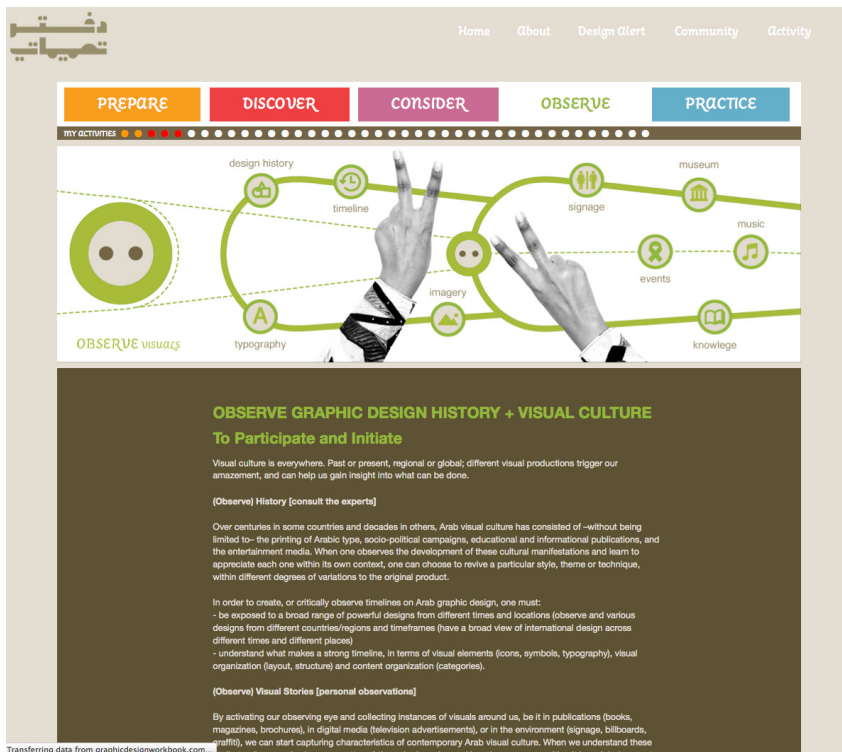 دفتر
تصميمات
Home About Design Alert Community Activity
PREPARE DISCOVER CONSIDER OBSERVE PRACTICE
MY ACTIVITIES
design history
timeline
signage
museum
music
events
imagery
A
typography
knowlege
OBSERVE visuals
OBSERVE GRAPHIC DESIGN HISTORY + VISUAL CULTURE
To Participate and Initiate
Visual culture is everywhere. Past or present, regional or global; different visual productions trigger our
amazement, and can help us gain insight into what can be done.
(Observe) History [consult the experts]
Over centuries in some countries and decades in others, Arab visual culture has consisted of –without being
limited to– the printing of Arabic type, socio-political campaigns, educational and informational publications, and
the entertainment media. When one observes the development of these cultural manifestations and learn to
appreciate each one within its own context, one can choose to revive a particular style, theme or technique,
within different degrees of variations to the original product.
In order to create, or critically observe timelines on Arab graphic design, one must:
- be exposed to a broad range of powerful designs from different times and locations (observe and various
designs from different countries/regions and timeframes (have a broad view of international design across
different times and different places)
- understand what makes a strong timeline, in terms of visual elements (icons, symbols, typography), visual
organization (layout, structure) and content organization (categories).
(Observe) Visual Stories [personal observations]
By activating our observing eye and collecting instances of visuals around us, be it in publications (books,
magazines, brochures), in digital media (television advertisements), or in the environment (signage, billboards,
graffiti), we can start capturing characteristics of contemporary Arab visual culture. When we understand these
Transferring data from graphicdesignworkbook.com...